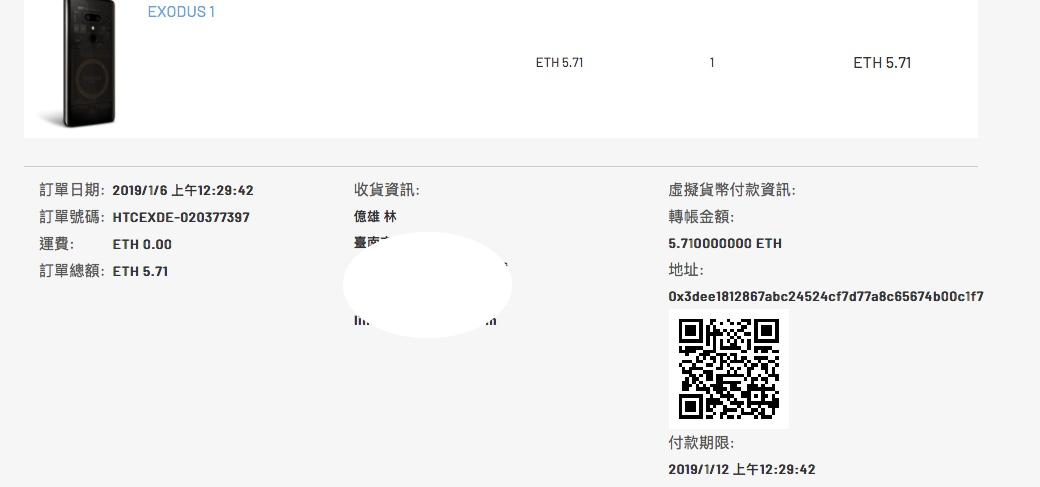 EXODUS 1
ETH 5.71 1 ETH 5.71
訂單日期: 2019/1/6 上午12:29:42
訂單號碼: HTCEXDE-020377397
運費: ETH 0.00
訂單總額: ETH 5.71
收貨資訊:
億雄 林
臺南
虛擬貨幣付款資訊:
轉帳金額:
5.710000000 ETH
地址:
0x3dee1812867abc24524cf7d77a8c65674b00c1f7
付款期限:
2019/1/12 上午12:29:42